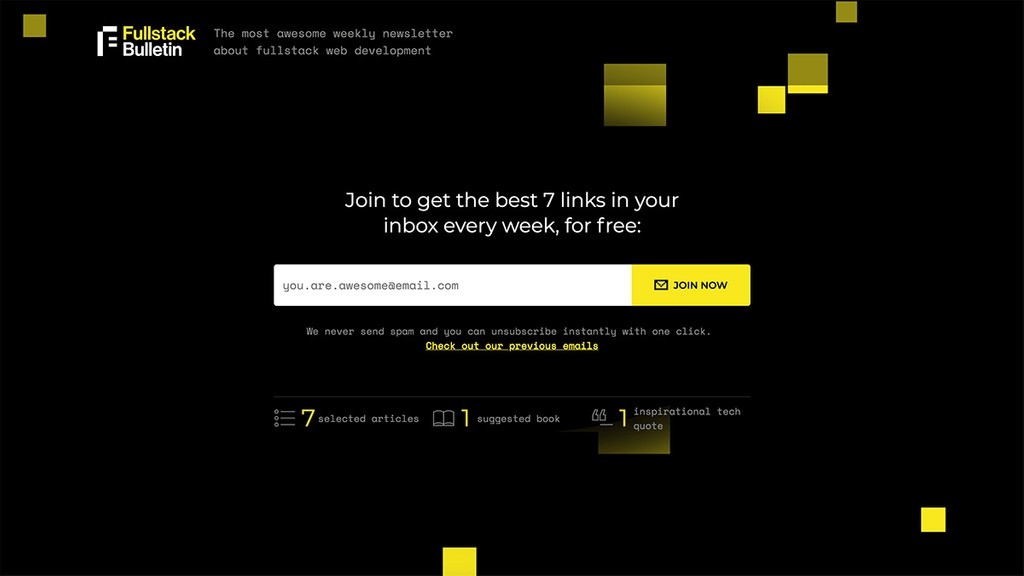 Fullstack
Bulletin
The most awesome weekly newsletter
about fullstack web development
Join to get the best 7 links in your
inbox every week, for free:
you.are.awesome@email.com
JOIN NOW
We never send spam and you can unsubscribe instantly with one click.
Check out our previous emails
7 selected articles
1 suggested book
1 inspirational tech
quote